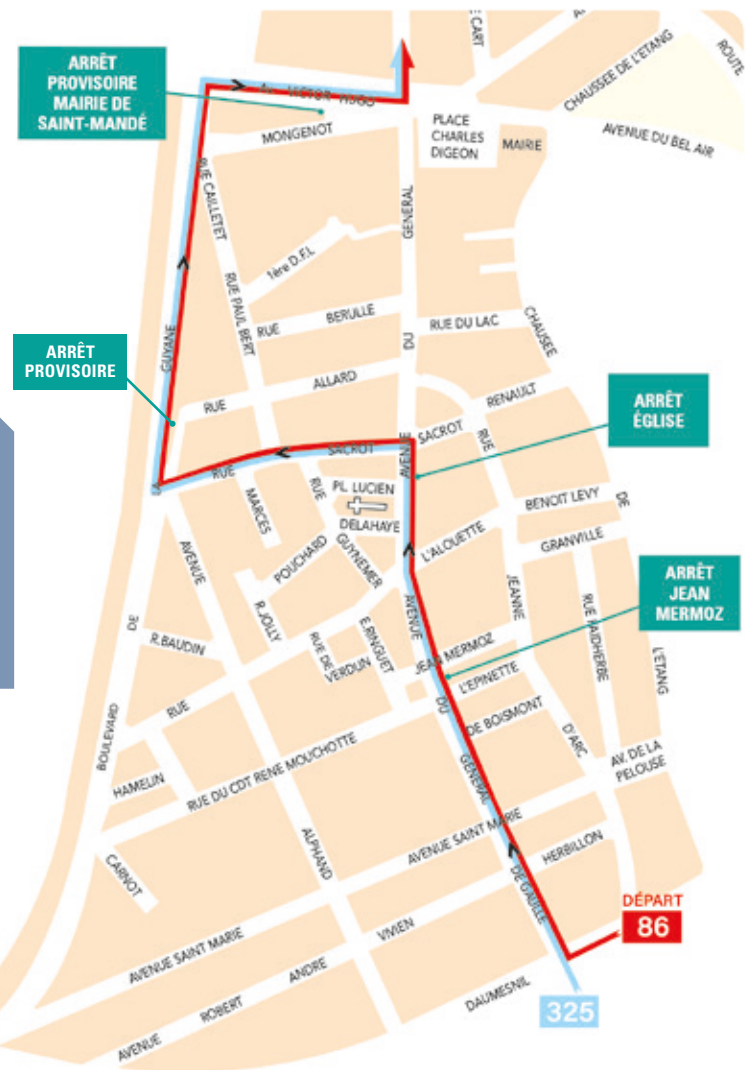 CART
A
ROUTE
CHAUSSEE DE L'ETANG
ARRÊT
PROVISOIRE
MAIRIE DE
SAINT-MANDÉ
Av. VICTOR HUGO
MONGENOT
PLACE
CHARLES
DIGEON
MAIRIE
AVENUE DU BEL AIR
RUE CAILLETET
GENERAL
1ère D.F.L
RUE PAUL BERT
RUE
BERULLE
RUE DU LAC
CHAUSEE
GUYANE
DU
ARRÊT
PROVISOIRE
RUE
ALLARD
RENAULT
ARRÊT
ÉGLISE
SACROT
RUE
AVENUE
SACROT
RUE
PL. LUCIEN
DELAHAYE
MARCES
RUE
GUYNEMER
BENOIT LEVY
DE
L'ALOUETTE
GRANVILLE
AVENUE
POUCHARD
ARRÊT
JEAN
MERMOZ
JEANNE
RUE FAIDHERBE
AVENUE
R.JOLLY
E.RINGUET
DE
R.BAUDIN
RUE DE
VERDUN
JEAN MERMOZ
L'EPINETTE
L'ETANG
RUE
DU
DE BOISMONT
D'ARC
BOULEVARD
HAMELIN
RUE DU CDT RENE MOUCHOTTE
GENERAL
AV. DE LA
PELOUSE
ALPHAND
AVENUE SAINT MARIE
HERBILLON
CARNOT
DE GAULLE
DÉPART
86
VIVIEN
AVENUE SAINT MARIE
ANDRE
DAUMESNIL
ROBERT
325
AVENUE